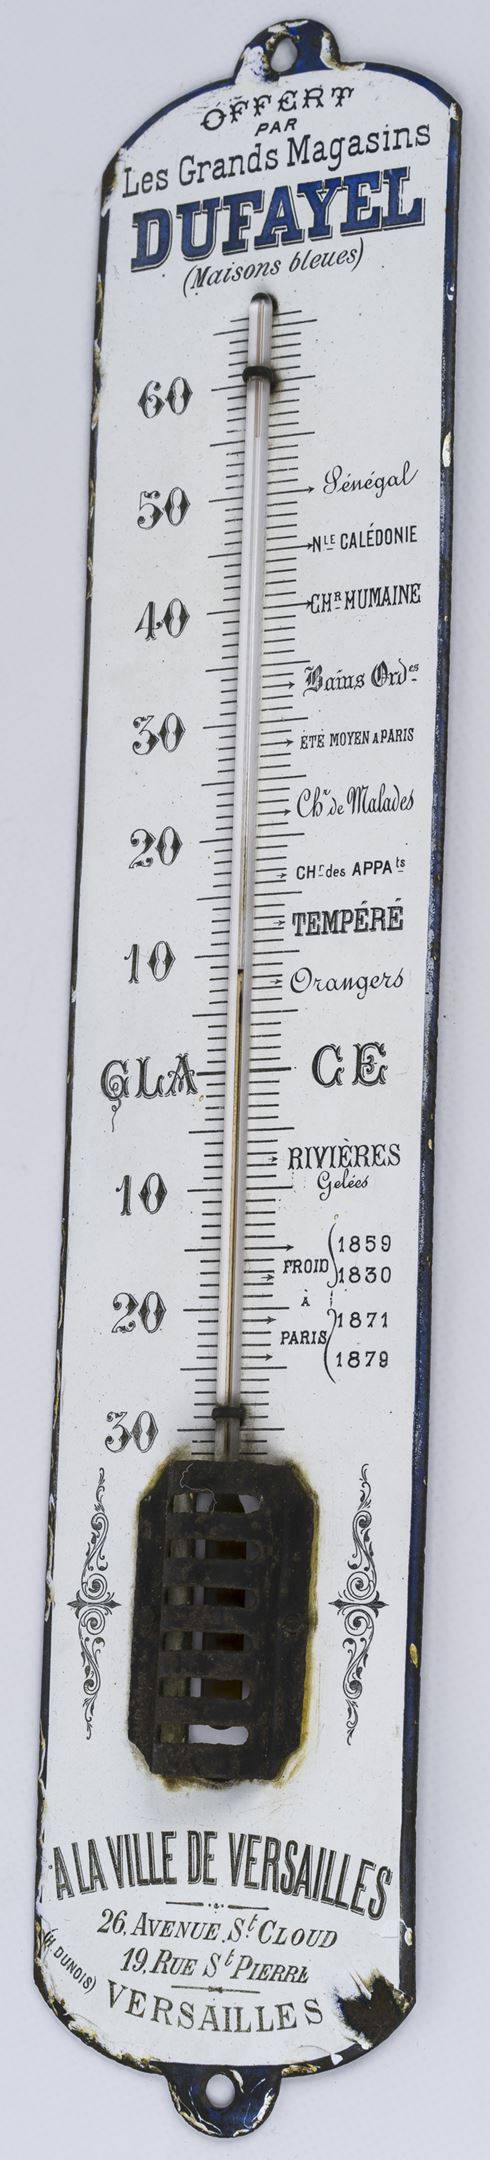 OFFERT
PAR
Les Grands Magasins
DUFAYEL
(Maisons bleues)
60
Sénégal
50
NLE CALÉDONIE
40
CHR HUMAINE
Bains Ordes
30
ÉTÉ MOYEN A PARIS
Chr de Malades
20
CHr des APPAts
TEMPÉRÉ
10
Orangers
GLA CE
RIVIÈRES
Gelées
10
1859
FROID
1830
À
20
1871
PARIS
1879
30
A LA VILLE DE VERSAILLES
26, AVENUE St CLOUD
19, RUE St PIERRE
(H. DUNOIS)
VERSAILLES